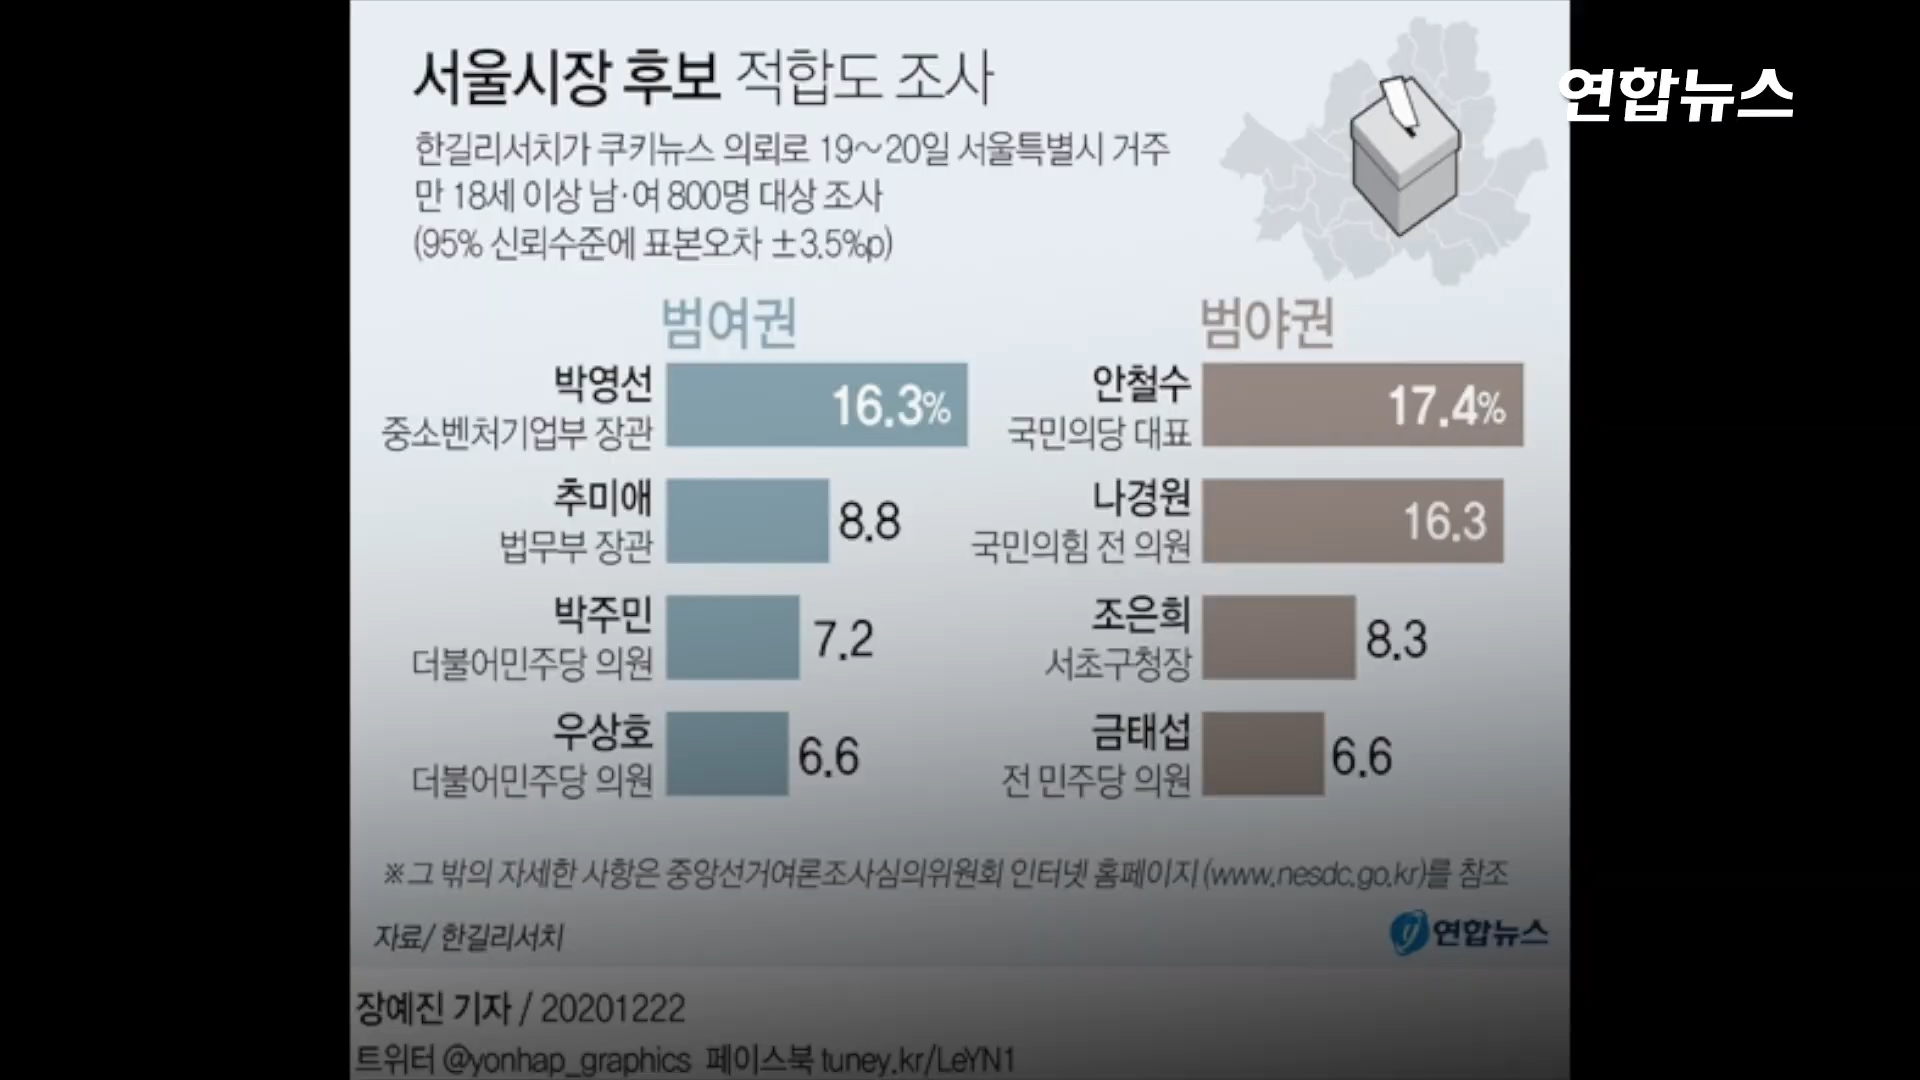 서울시장 후보 적합도 조사
연합뉴스
한길리서치가 쿠키뉴스 의뢰로 19~20일 서울특별시 거주
만 18세 이상 남·여 800명 대상 조사
(95% 신뢰수준에 표본오차 ±3.5%p)
범여권
박영선
16.3%
중소벤처기업부 장관
추미애
8.8
법무부 장관
박주민
7.2
더불어민주당 의원
우상호
6.6
더불어민주당 의원
범야권
안철수
17.4%
국민의당 대표
나경원
16.3
국민의힘 전 의원
조은희
8.3
서초구청장
금태섭
6.6
전 민주당 의원
※그 밖의 자세한 사항은 중앙선거여론조사심의위원회 인터넷 홈페이지(www.nesdc.go.kr)를 참조
자료/ 한길리서치
연합뉴스
장예진 기자 / 20201222
트위터 @yonhap_graphics 페이스북 tuney.kr/LeYN1